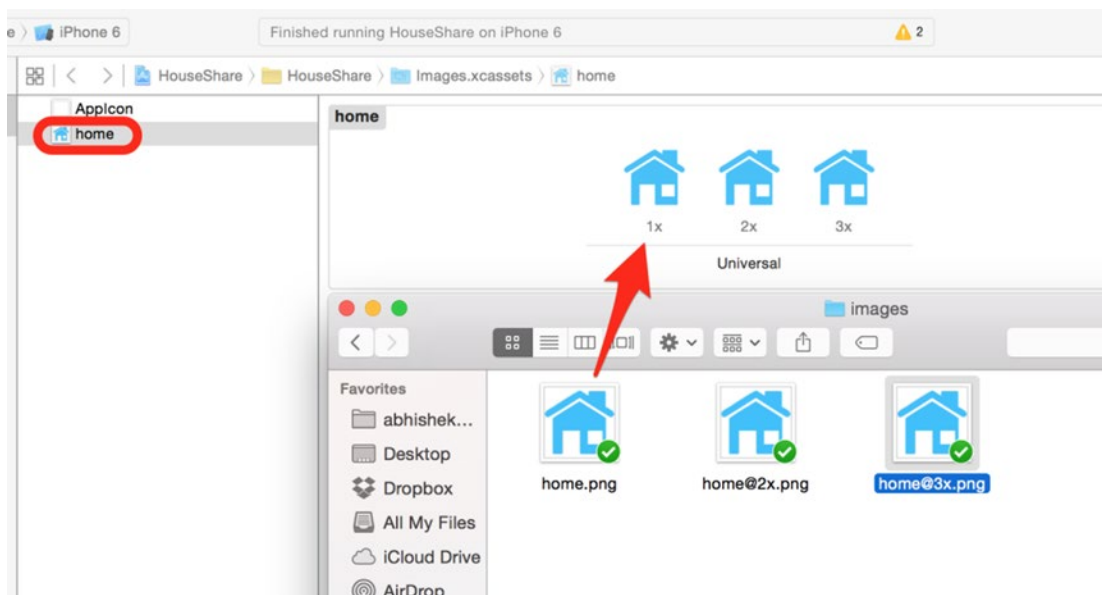 e iPhone 6 Finished running HouseShare on iPhone 6 2
HouseShare HouseShare Images.xcassets home
AppIcon
home
home
1x 2x 3x
Universal
images
Favorites
abhishek...
Desktop
Dropbox
All My Files
iCloud Drive
AirDrop
home.png home@2x.png home@3x.png